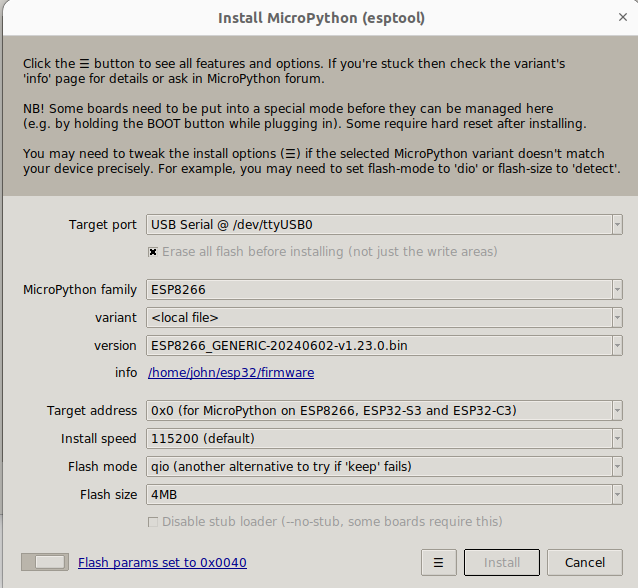 Install MicroPython (esptool)
Click the ☰ button to see all features and options. If you're stuck then check the variant's
'info' page for details or ask in MicroPython forum.
NB! Some boards need to be put into a special mode before they can be managed here
(e.g. by holding the BOOT button while plugging in). Some require hard reset after installing.
You may need to tweak the install options (☰) if the selected MicroPython variant doesn't match
your device precisely. For example, you may need to set flash-mode to 'dio' or flash-size to 'detect'.
Target port USB Serial @ /dev/ttyUSB0
Erase all flash before installing (not just the write areas)
MicroPython family ESP8266
variant <local file>
version ESP8266_GENERIC-20240602-v1.23.0.bin
info /home/john/esp32/firmware
Target address 0x0 (for MicroPython on ESP8266, ESP32-S3 and ESP32-C3)
Install speed 115200 (default)
Flash mode qio (another alternative to try if 'keep' fails)
Flash size 4MB
Disable stub loader (--no-stub, some boards require this)
Flash params set to 0x0040 ☰ Install Cancel